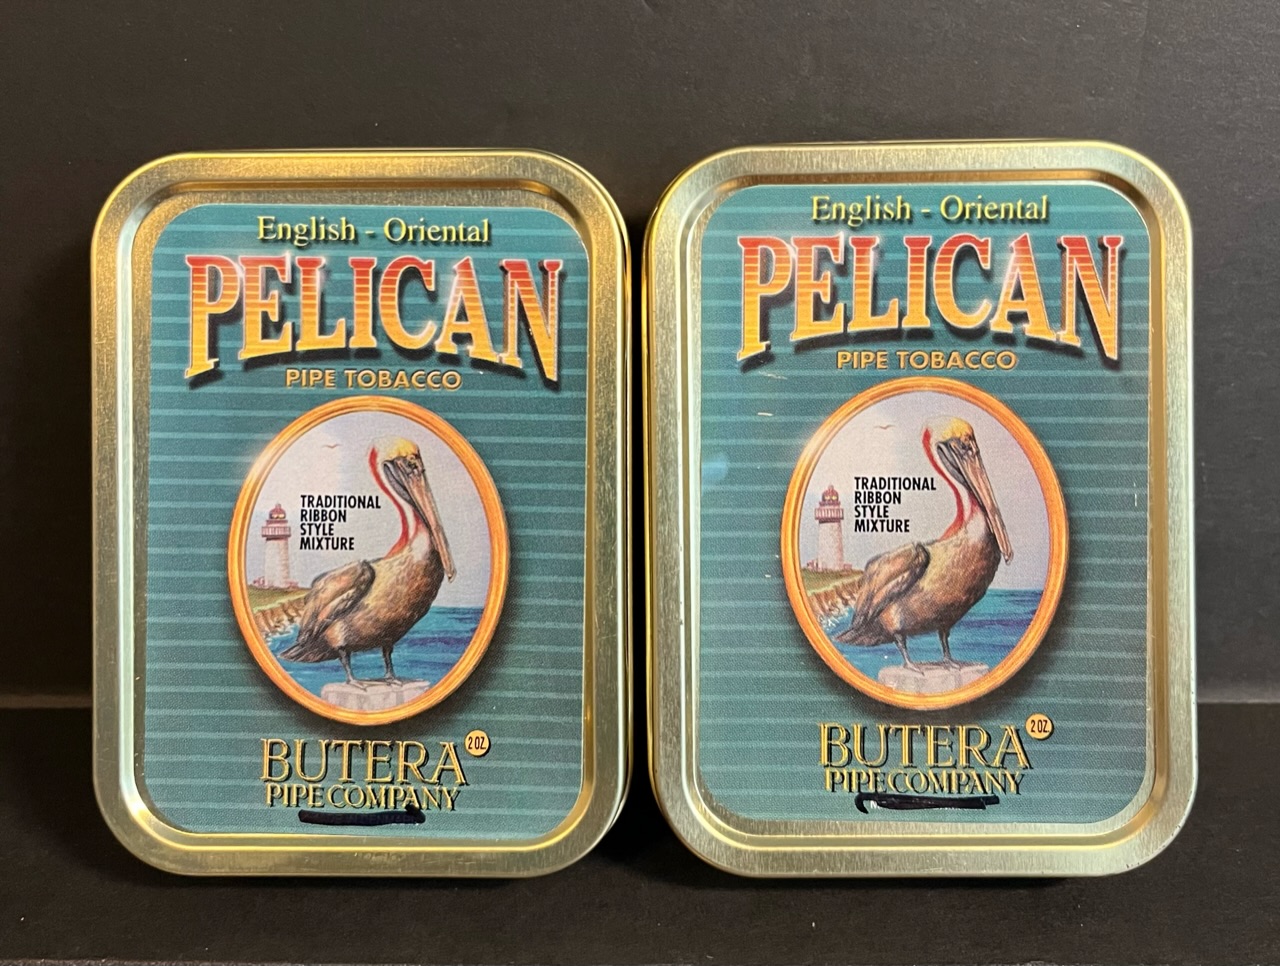 English - Oriental
PELICAN
PIPE TOBACCO
TRADITIONAL
RIBBON
STYLE
MIXTURE
BUTERA
2 OZ.
PIPE COMPANY
English - Oriental
PELICAN
PIPE TOBACCO
TRADITIONAL
RIBBON
STYLE
MIXTURE
BUTERA
2 OZ.
PIPE COMPANY